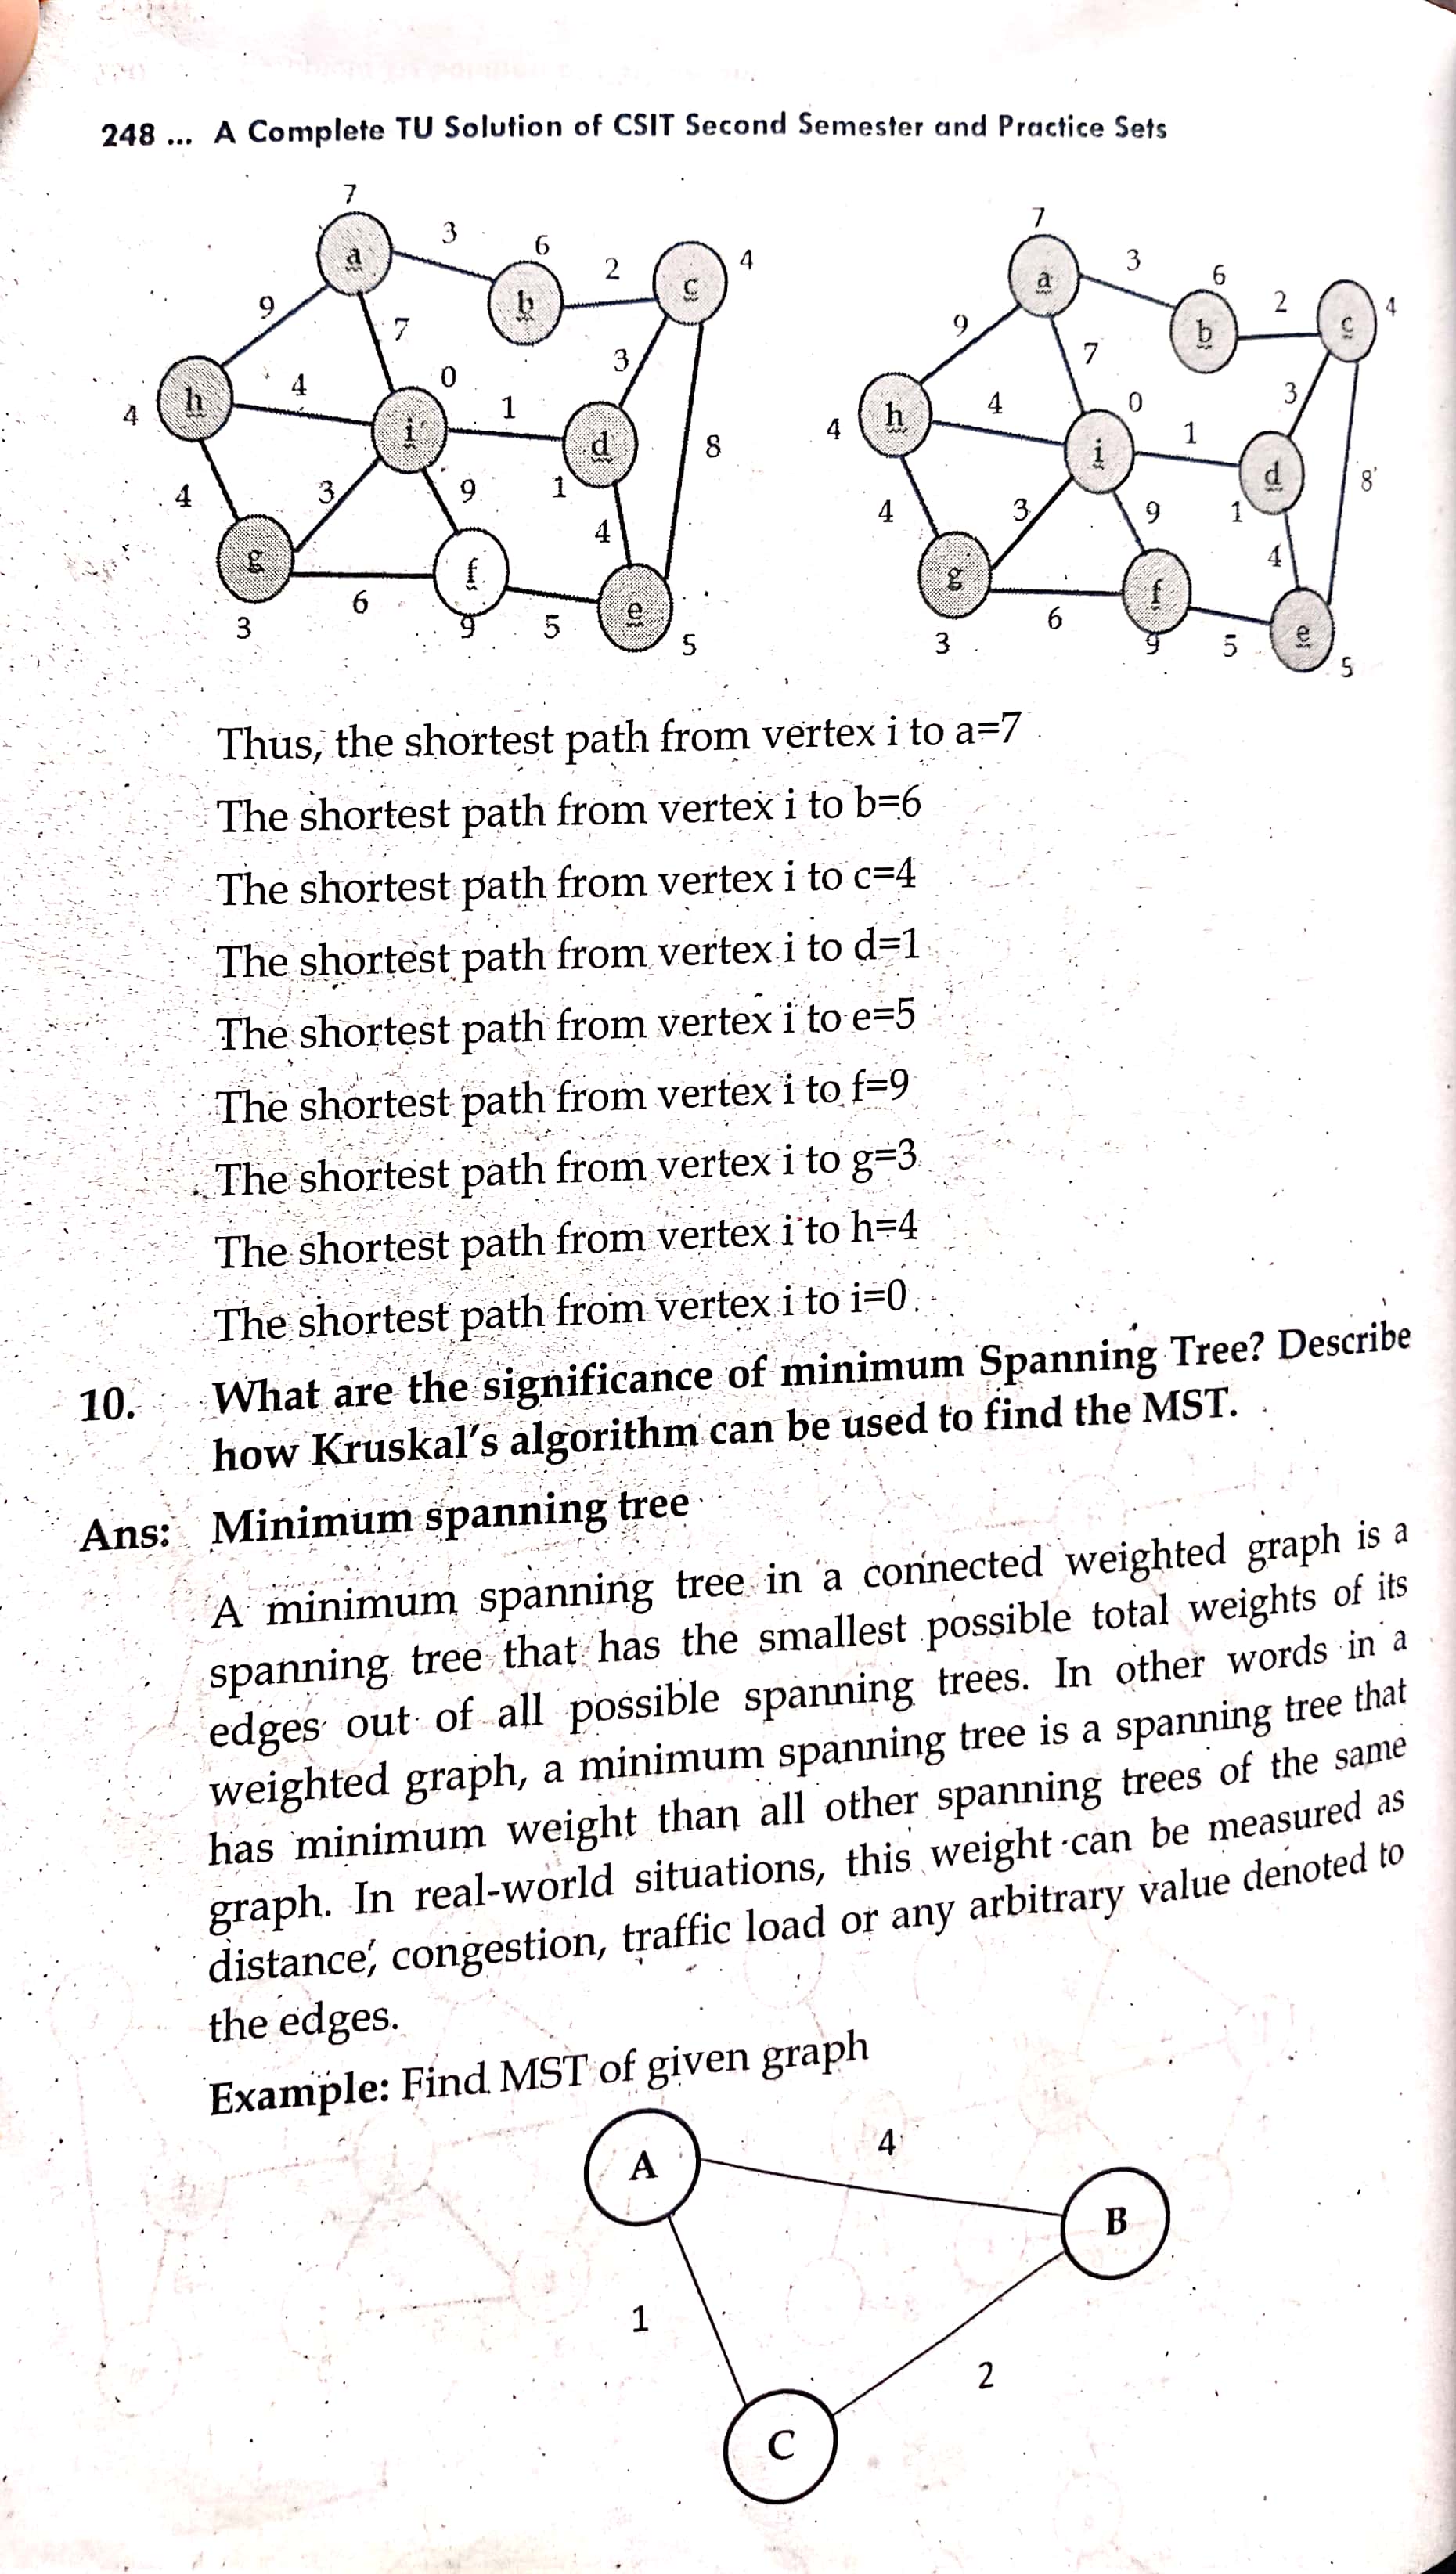 248 ... A Complete TU Solution of CSIT Second Semester and Practice Sets
7
a
3
6
b
2
c
4
9
7
h
4
4
i
0
1
3
d
1
8
4
3
9
4
g
3
6
f
9
5
e
5
7
a
3
6
b
2
c
4
9
7
h
4
4
i
0
1
3
d
1
8
4
3
9
4
g
3
6
f
9
5
e
5
Thus, the shortest path from vertex i to a=7
The shortest path from vertex i to b=6
The shortest path from vertex i to c=4
The shortest path from vertex i to d=1
The shortest path from vertex i to e=5
The shortest path from vertex i to f=9
The shortest path from vertex i to g=3
The shortest path from vertex i to h=4
The shortest path from vertex i to i=0.
10. What are the significance of minimum Spanning Tree? Describe
how Kruskal's algorithm can be used to find the MST.
Ans: Minimum spanning tree
A minimum spanning tree in a connected weighted graph is a
spanning tree that has the smallest possible total weights of its
edges out of all possible spanning trees. In other words in a
weighted graph, a minimum spanning tree is a spanning tree that
has minimum weight than all other spanning trees of the same
graph. In real-world situations, this weight can be measured as
distance, congestion, traffic load or any arbitrary value denoted to
the edges.
Example: Find MST of given graph
A
4
B
1
2
C